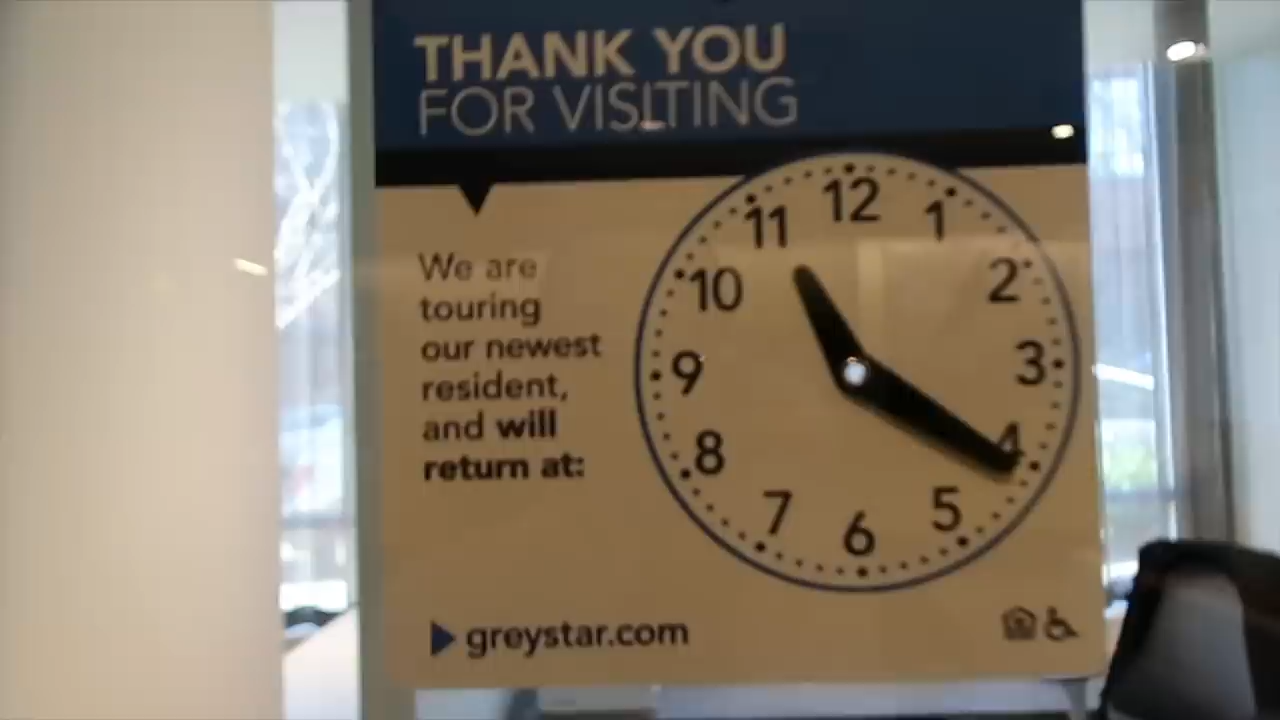 THANK YOU
FOR VISITING
We are
touring
our newest
resident,
and will
return at:
12
11
1
10
2
9
3
8
4
7
5
6
greystar.com